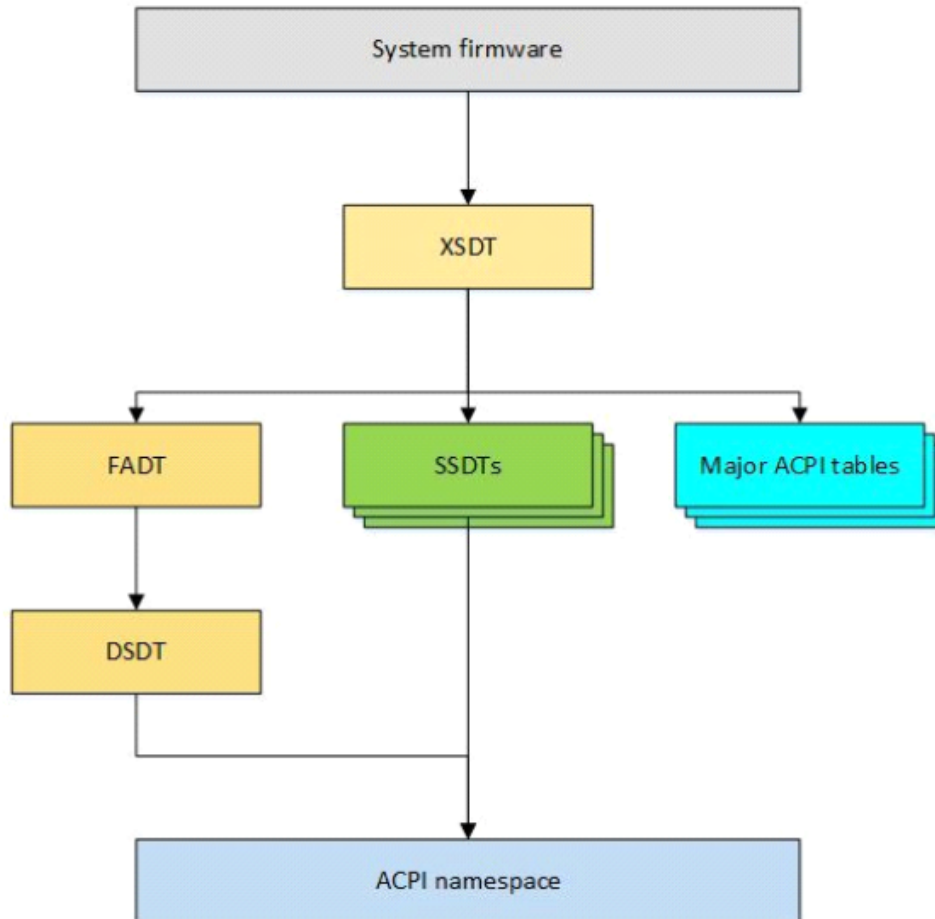 System firmware
XSDT
FADT
SSDTs
Major ACPI tables
DSDT
ACPI namespace